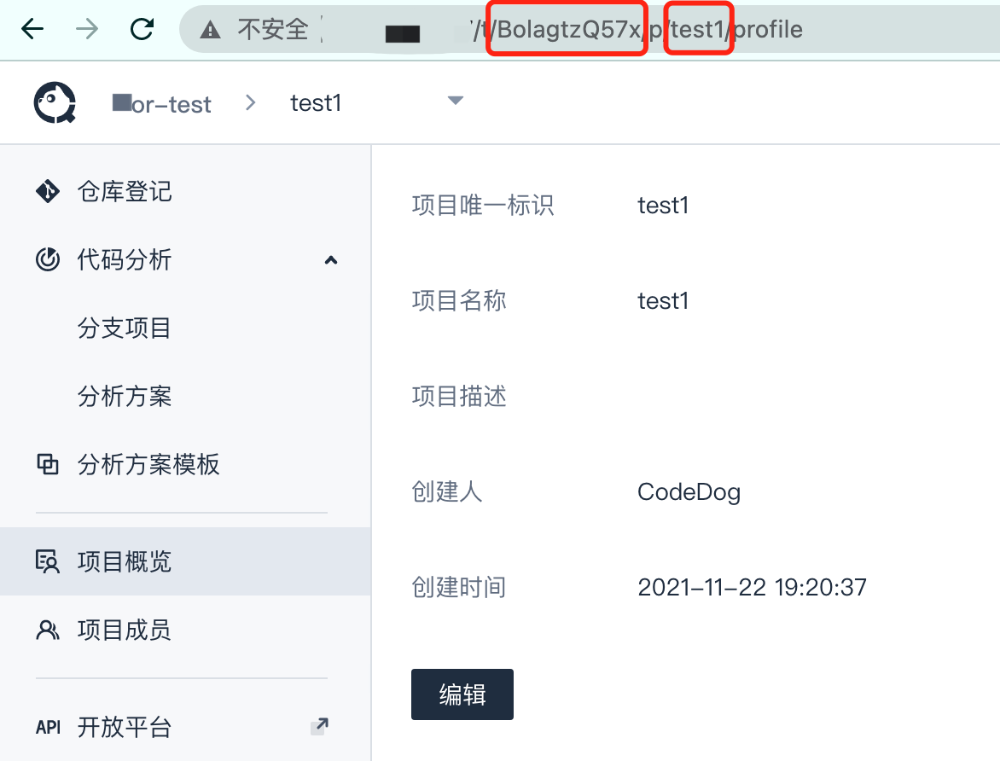 不安全 /t/BolagtzQ57x/p/test1/profile
or-test > test1
仓库登记
代码分析
分支项目
分析方案
分析方案模板
项目概览
项目成员
API 开放平台
项目唯一标识 test1
项目名称 test1
项目描述
创建人 CodeDog
创建时间 2021-11-22 19:20:37
编辑